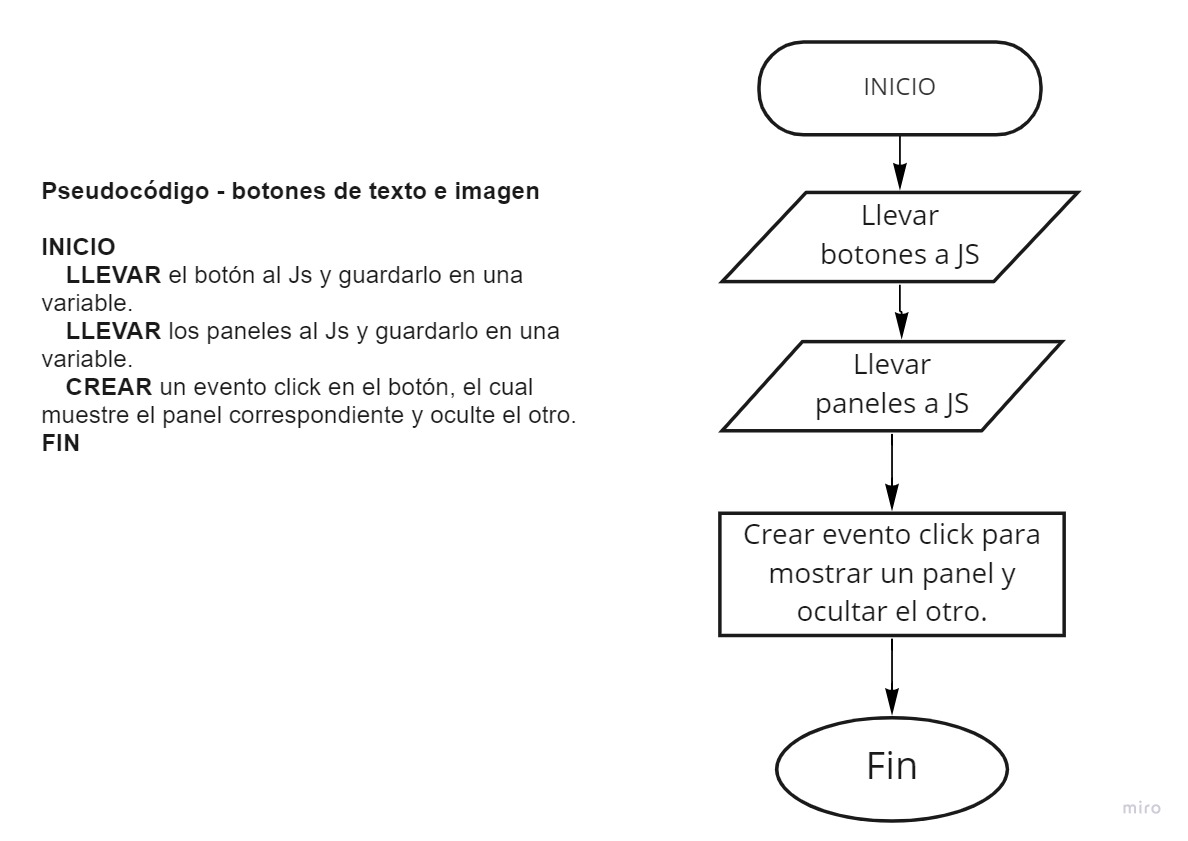 Pseudocódigo - botones de texto e imagen
INICIO
LLEVAR el botón al Js y guardarlo en una
variable.
LLEVAR los paneles al Js y guardarlo en una
variable.
CREAR un evento click en el botón, el cual
muestre el panel correspondiente y oculte el otro.
FIN
INICIO
Llevar
botones a JS
Llevar
paneles a JS
Crear evento click para
mostrar un panel y
ocultar el otro.
Fin
miro